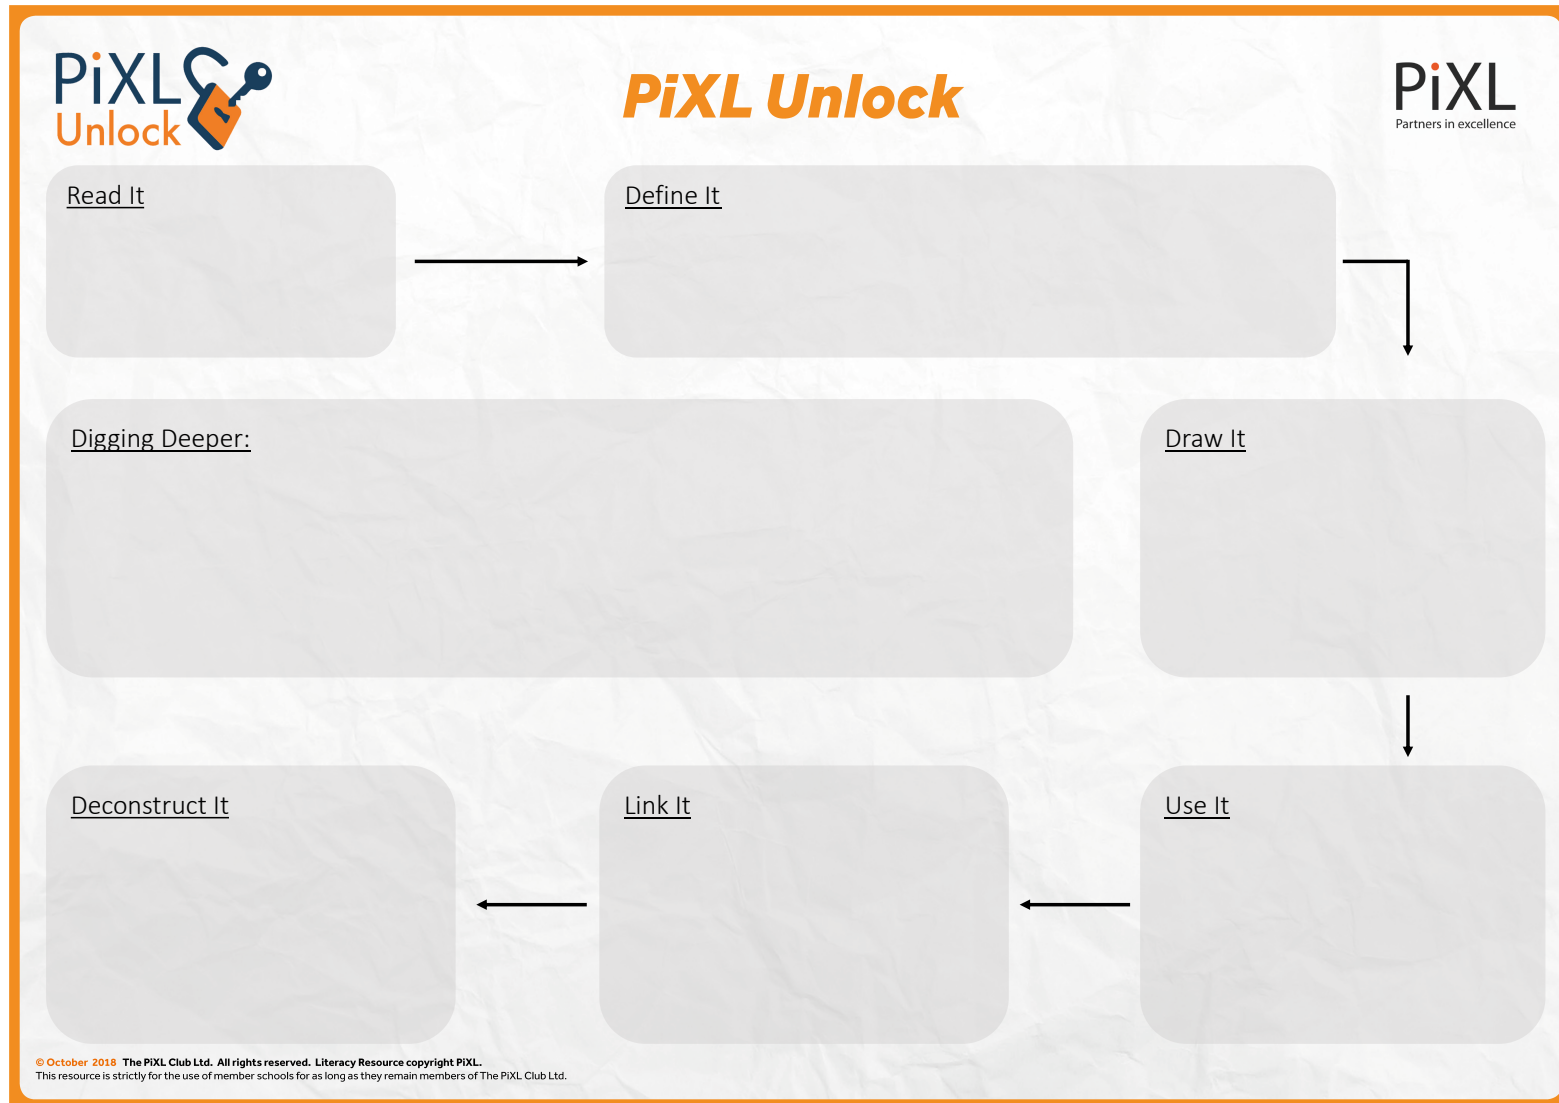 PiXL
Unlock
PiXL Unlock
PiXL
Partners in excellence
Read It
Define It
Digging Deeper:
Draw It
Deconstruct It
Link It
Use It
© October 2018 The PiXL Club Ltd. All rights reserved. Literacy Resource copyright PiXL.
This resource is strictly for the use of member schools for as long as they remain members of The PiXL Club Ltd.